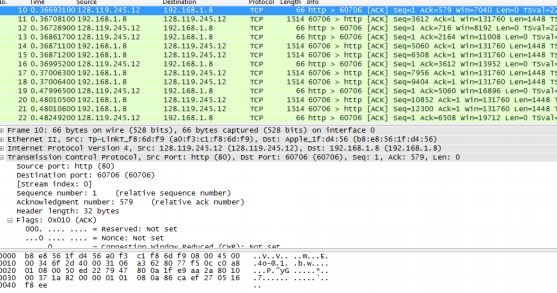 No. Time Source Destination Protocol Length Info
10 0.36693100 128.119.245.12 192.168.1.8 TCP 66 http > 60706 [ACK] Seq=1 Ack=579 Win=7040 Len=0 TSval=22
11 0.36708100 128.119.245.12 192.168.1.8 TCP 1514 60706 > http [ACK] Seq=3612 Ack=1 Win=131760 Len=1448 TS
12 0.36728900 128.119.245.12 192.168.1.8 TCP 66 http > 60706 [ACK] Seq=1 Ack=716 Win=8192 Len=0 TSval=22
13 0.36861700 128.119.245.12 192.168.1.8 TCP 66 http > 60706 [ACK] Seq=1 Ack=2164 Win=11008 Len=0 TSval=
14 0.36871100 128.119.245.12 192.168.1.8 TCP 1514 60706 > http [ACK] Seq=5060 Ack=1 Win=131760 Len=1448 TS
15 0.36871200 128.119.245.12 192.168.1.8 TCP 1514 60706 > http [ACK] Seq=6508 Ack=1 Win=131760 Len=1448 TS
16 0.36995200 128.119.245.12 192.168.1.8 TCP 66 http > 60706 [ACK] Seq=1 Ack=3612 Win=13952 Len=0 TSval=
17 0.37006300 128.119.245.12 192.168.1.8 TCP 1514 60706 > http [ACK] Seq=7956 Ack=1 Win=131760 Len=1448 TS
18 0.37006400 128.119.245.12 192.168.1.8 TCP 1514 60706 > http [ACK] Seq=9404 Ack=1 Win=131760 Len=1448 TS
19 0.47996500 128.119.245.12 192.168.1.8 TCP 66 http > 60706 [ACK] Seq=1 Ack=5060 Win=16896 Len=0 TSval=
20 0.48010500 128.119.245.12 192.168.1.8 TCP 1514 60706 > http [ACK] Seq=10852 Ack=1 Win=131760 Len=1448 T
21 0.48010600 128.119.245.12 192.168.1.8 TCP 1514 60706 > http [ACK] Seq=12300 Ack=1 Win=131760 Len=1448 T
22 0.48249200 128.119.245.12 192.168.1.8 TCP 66 http > 60706 [ACK] Seq=1 Ack=6508 Win=19712 Len=0 TSval=
Frame 10: 66 bytes on wire (528 bits), 66 bytes captured (528 bits) on interface 0
Ethernet II, Src: Tp-LinkT_f8:6d:f9 (a0:f3:c1:f8:6d:f9), Dst: Apple_1f:d4:56 (b8:e8:56:1f:d4:56)
Internet Protocol Version 4, Src: 128.119.245.12 (128.119.245.12), Dst: 192.168.1.8 (192.168.1.8)
Transmission Control Protocol, Src Port: http (80), Dst Port: 60706 (60706), Seq: 1, Ack: 579, Len: 0
Source port: http (80)
Destination port: 60706 (60706)
[Stream index: 0]
Sequence number: 1 (relative sequence number)
Acknowledgment number: 579 (relative ack number)
Header length: 32 bytes
Flags: 0x010 (ACK)
000. .... .... = Reserved: Not set
...0 .... .... = Nonce: Not set
.... 0... .... = Congestion Window Reduced (CWR): Not set
0000 b8 e8 56 1f d4 56 a0 f3 c1 f8 6d f9 08 00 45 00 ..V..V.. ..m...E.
0010 00 34 6f 2d 40 00 31 06 a3 62 80 77 f5 0c c0 a8 .4o-@.1. .b.w....
0020 01 08 00 50 ed 22 79 47 80 0a 1f e9 aa 2a 80 10 ...P."yG .....*..
0030 00 37 1a 82 00 00 01 01 08 0a 86 ca ef 27 05 16 .7...... .....'..
0040 f8 ee ..